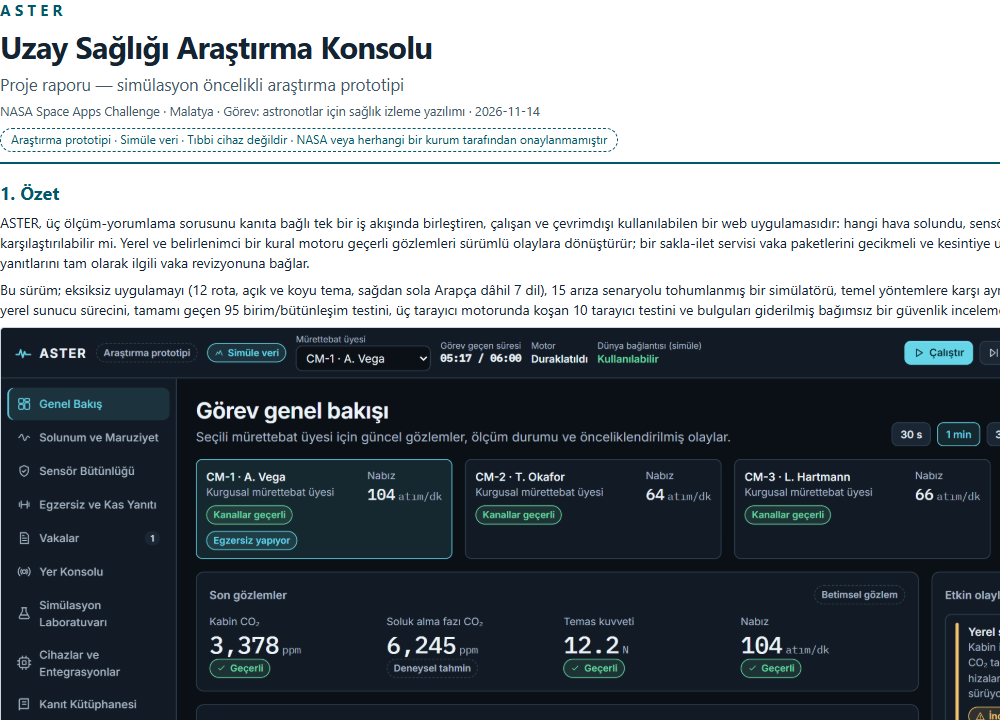 ASTER
Uzay Sağlığı Araştırma Konsolu
Proje raporu — simülasyon öncelikli araştırma prototipi
NASA Space Apps Challenge · Malatya · Görev: astronotlar için sağlık izleme yazılımı · 2026-11-14
Araştırma prototipi · Simüle veri · Tıbbi cihaz değildir · NASA veya herhangi bir kurum tarafından onaylanmamıştır
1. Özet
ASTER, üç ölçüm-yorumlama sorusunu kanıta bağlı tek bir iş akışında birleştiren, çalışan ve çevrimdışı kullanılabilen bir web uygulamasıdır: hangi hava solundu,
karşılaştırılabilir mi. Yerel ve belirlenimci bir kural motoru geçerli gözlemleri sürümlü olaylara dönüştürür; bir sakla-ilet servisi vaka paketlerini gecikmeli ve kesintiye
yanıtlarını tam olarak ilgili vaka revizyonuna bağlar.
Bu sürüm; eksiksiz uygulamayı (12 rota, açık ve koyu tema, sağdan sola Arapça dâhil 7 dil), 15 arıza senaryolu tohumlanmış bir simülatörü, temel yöntemlere karşı
yerel sunucu sürecini, tamamı geçen 95 birim/bütünleşim testini, üç tarayıcı motorunda koşan 10 tarayıcı testini ve bulguları giderilmiş bağımsız bir güvenlik
ASTER
Araştırma prototipi
Simüle veri
Mürettebat üyesi
CM-1 · A. Vega
Görev geçen süresi
05:17 / 06:00
Motor
Duraklatıldı
Dünya bağlantısı (simüle)
Kullanılabilir
Çalıştır
Genel Bakış
Solunum ve Maruziyet
Sensör Bütünlüğü
Egzersiz ve Kas Yanıtı
Vakalar 1
Yer Konsolu
Simülasyon
Laboratuvarı
Cihazlar ve
Entegrasyonlar
Kanıt Kütüphanesi
Görev genel bakışı
Seçili mürettebat üyesi için güncel gözlemler, ölçüm durumu ve önceliklendirilmiş olaylar.
30 s
1 min
CM-1 · A. Vega
Kurgusal mürettebat üyesi
Kanallar geçerli
Egzersiz yapıyor
Nabız
104 atım/dk
CM-2 · T. Okafor
Kurgusal mürettebat üyesi
Kanallar geçerli
Nabız
64 atım/dk
CM-3 · L. Hartmann
Kurgusal mürettebat üyesi
Kanallar geçerli
Nabız
66 atım/dk
Son gözlemler
Betimsel gözlem
Kabin CO₂
3,378 ppm
Geçerli
Soluk alma fazı CO₂
6,245 ppm
Deneysel tahmin
Temas kuvveti
12.2 N
Geçerli
Nabız
104 atım/dk
Geçerli
Etkin
Yerel
Kabin
CO₂